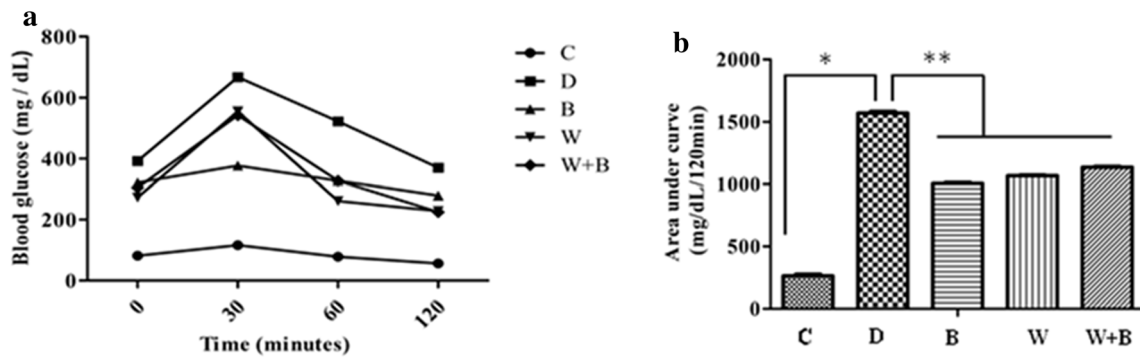 a
800
600
400
200
0
Blood glucose (mg / dL)
0 30 60 120
Time (minutes)
C
D
B
W
W+B
b
2000
1500
1000
500
0
Area under curve
(mg/dL/120min)
* **
C D B W W+B